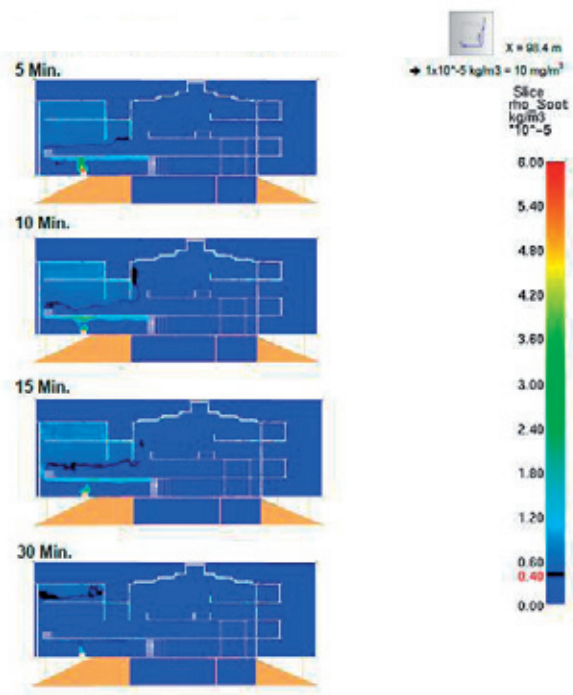 X = 98.4 m
➔ 1x10^-5 kg/m3 = 10 mg/m³
Slice
rho_Soot
kg/m3
*10^-5
6.00
5.40
4.80
4.20
3.60
3.00
2.40
1.80
1.20
0.60
0.40
0.00
5 Min.
10 Min.
15 Min.
30 Min.